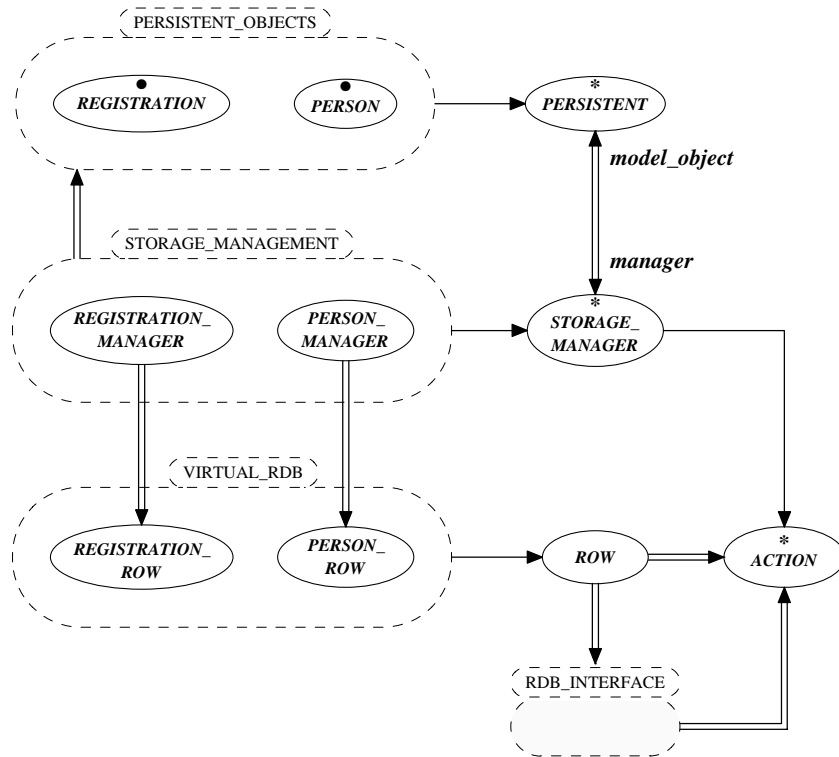 PERSISTENT_OBJECTS
REGISTRATION
PERSON
*
PERSISTENT
model_object
STORAGE_MANAGEMENT
manager
REGISTRATION_
MANAGER
PERSON_
MANAGER
*
STORAGE_
MANAGER
VIRTUAL_RDB
REGISTRATION_
ROW
PERSON_
ROW
ROW
*
ACTION
RDB_INTERFACE